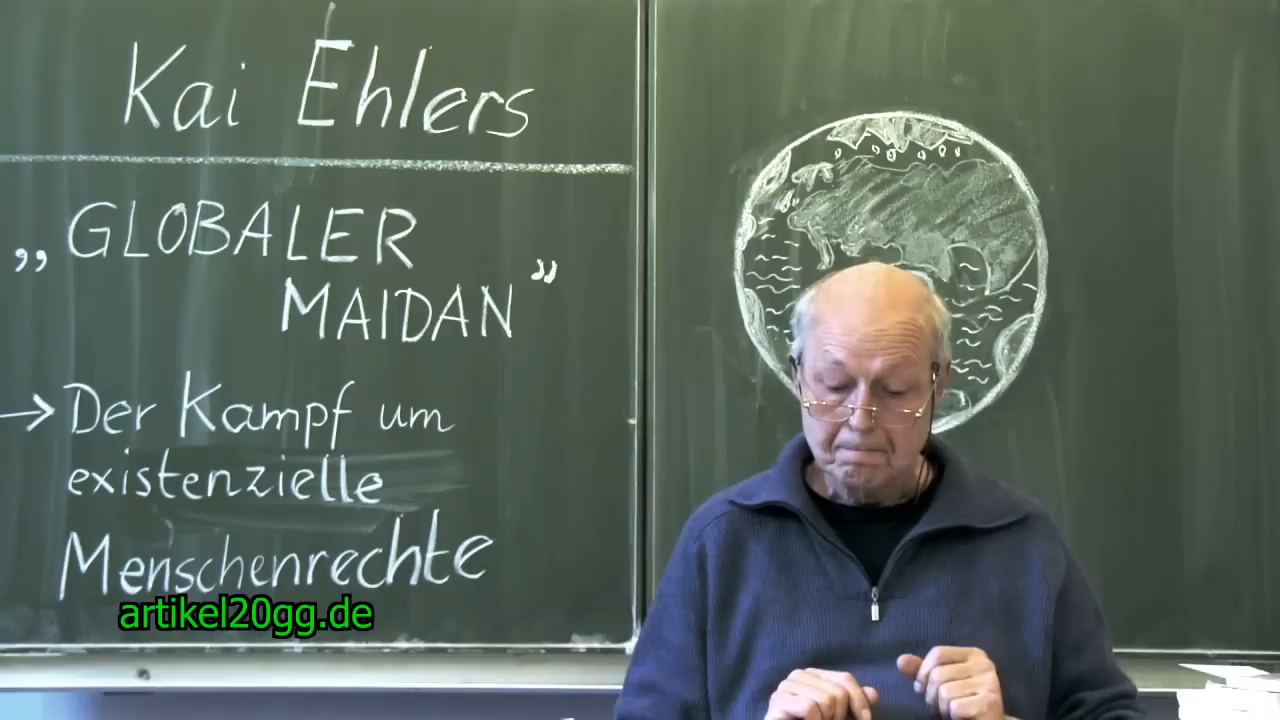 Kai Ehlers
„GLOBALER
MAIDAN“
→ Der Kampf um
existenzielle
Menschenrechte
artikel20gg.de